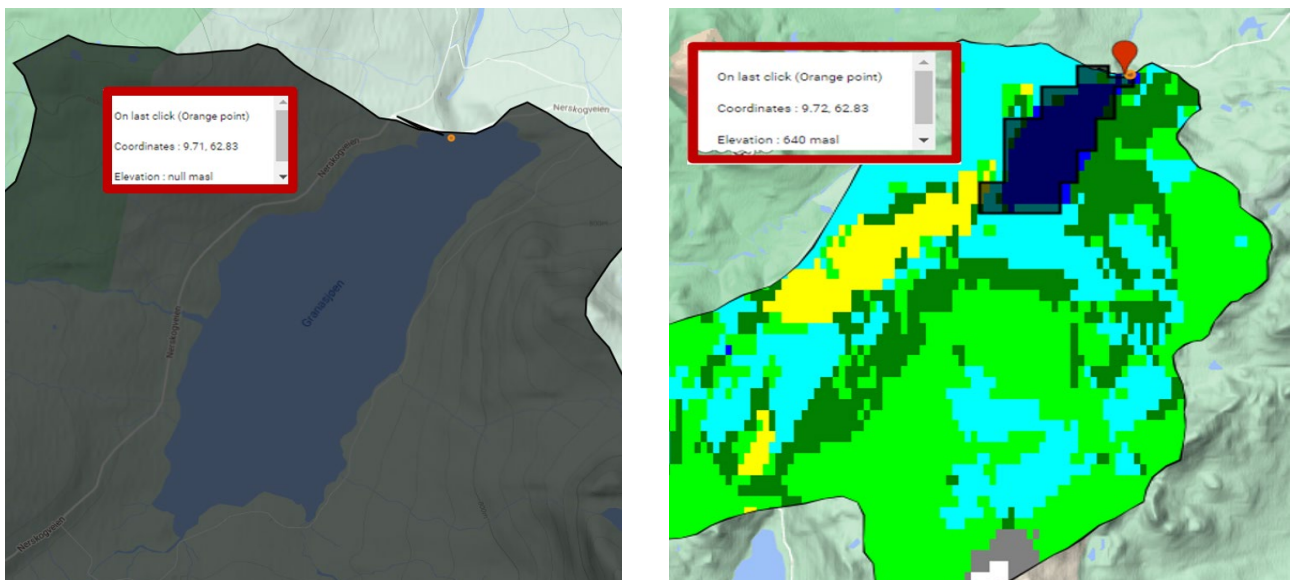 On last click (Orange point)
Coordinates : 9.71, 62.83
Elevation : null masl
Nerskogveien
Nerskogveien
Granasjøen
Nerskogveien
Nerskogveien
On last click (Orange point)
Coordinates : 9.72, 62.83
Elevation : 640 masl